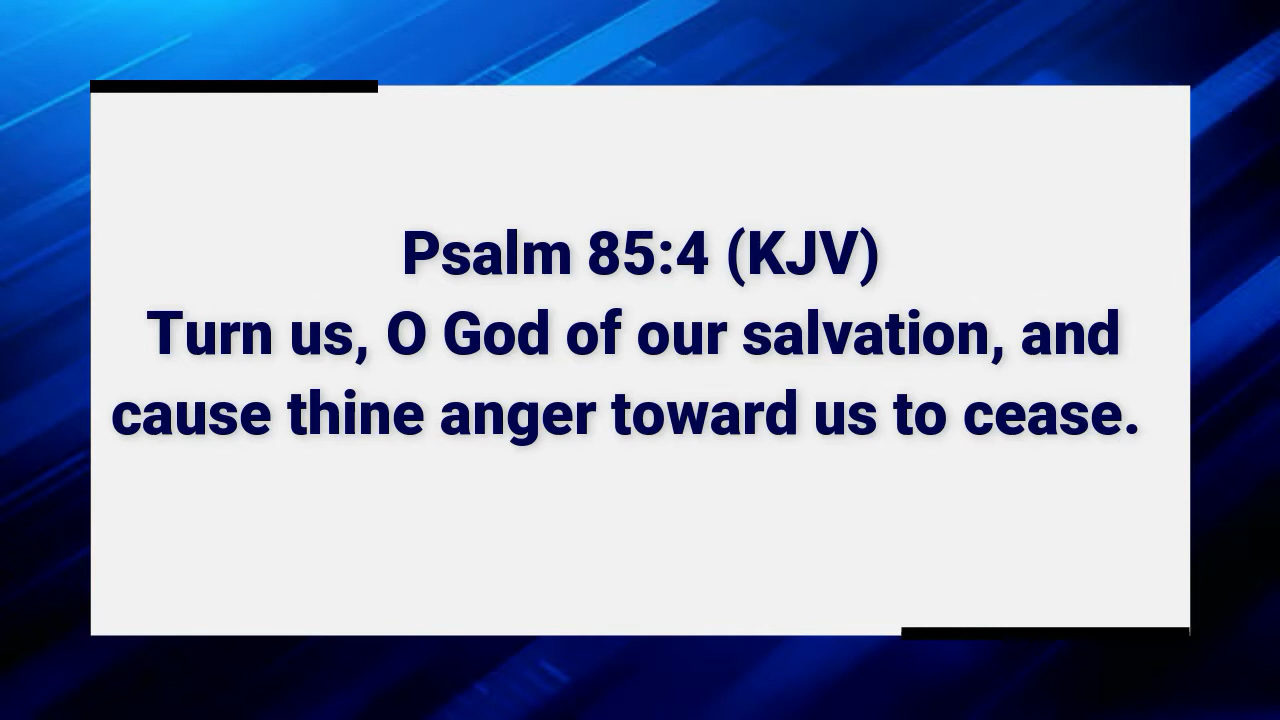 Psalm 85:4 (KJV)
Turn us, O God of our salvation, and
cause thine anger toward us to cease.